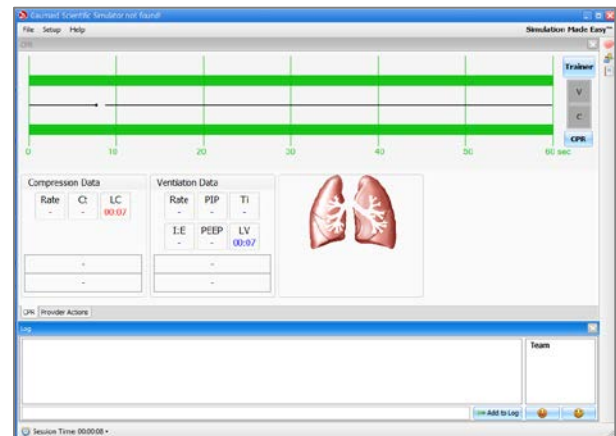 Gaumard Scientific Simulator not found!
File Setup Help
Simulation Made Easy™
CPR
Trainer
V
C
CPR
0 10 20 30 40 50 60 sec
Compression Data
Rate Ct LC
- - 00:07
-
-
Ventilation Data
Rate PIP Ti
- - -
I:E PEEP LV
- - 00:07
-
-
CPR Provider Actions
Log
Team
Add to Log
Session Time 00:00:08